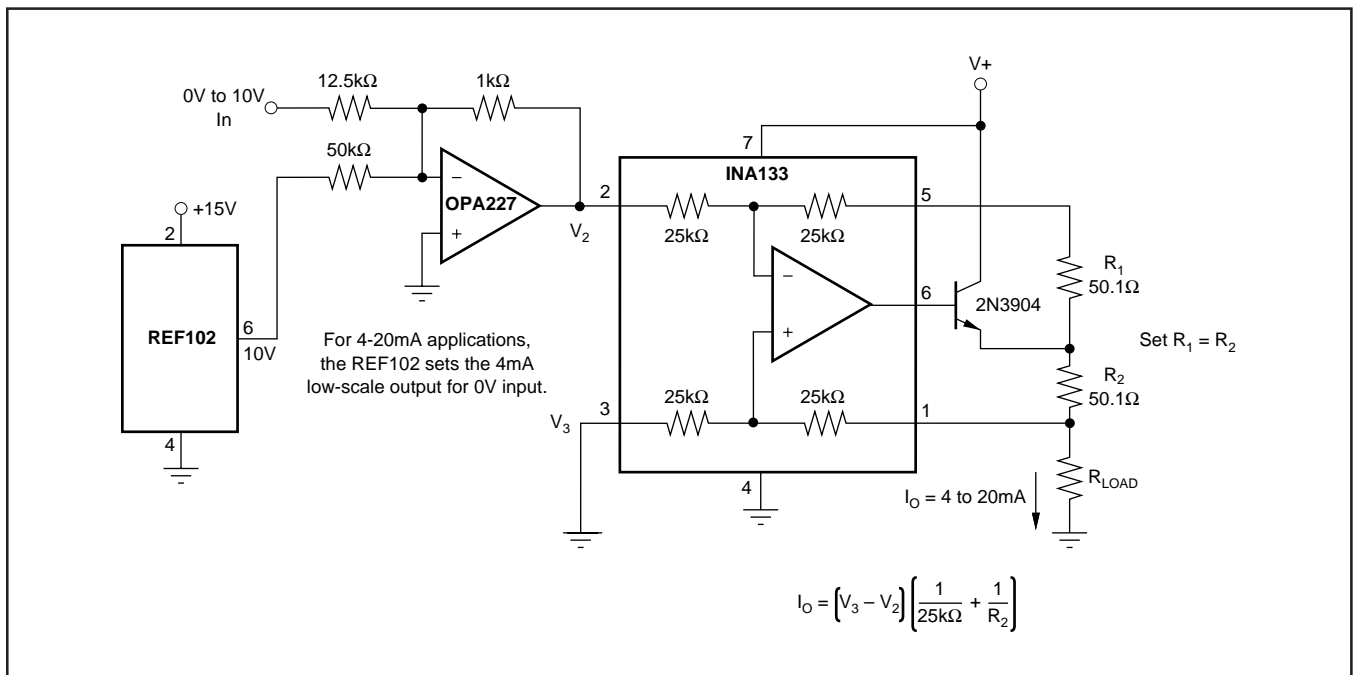 0V to 10V
In
12.5kΩ
1kΩ
50kΩ
–
+
OPA227
V2
+15V
2
REF102
6
10V
4
For 4-20mA applications,
the REF102 sets the 4mA
low-scale output for 0V input.
V+
7
INA133
2
25kΩ
25kΩ
5
–
+
6
2N3904
R1
50.1Ω
Set R1 = R2
R2
50.1Ω
V3
3
25kΩ
25kΩ
1
4
IO = 4 to 20mA
RLOAD
IO = (V3 – V2) (1/25kΩ + 1/R2)